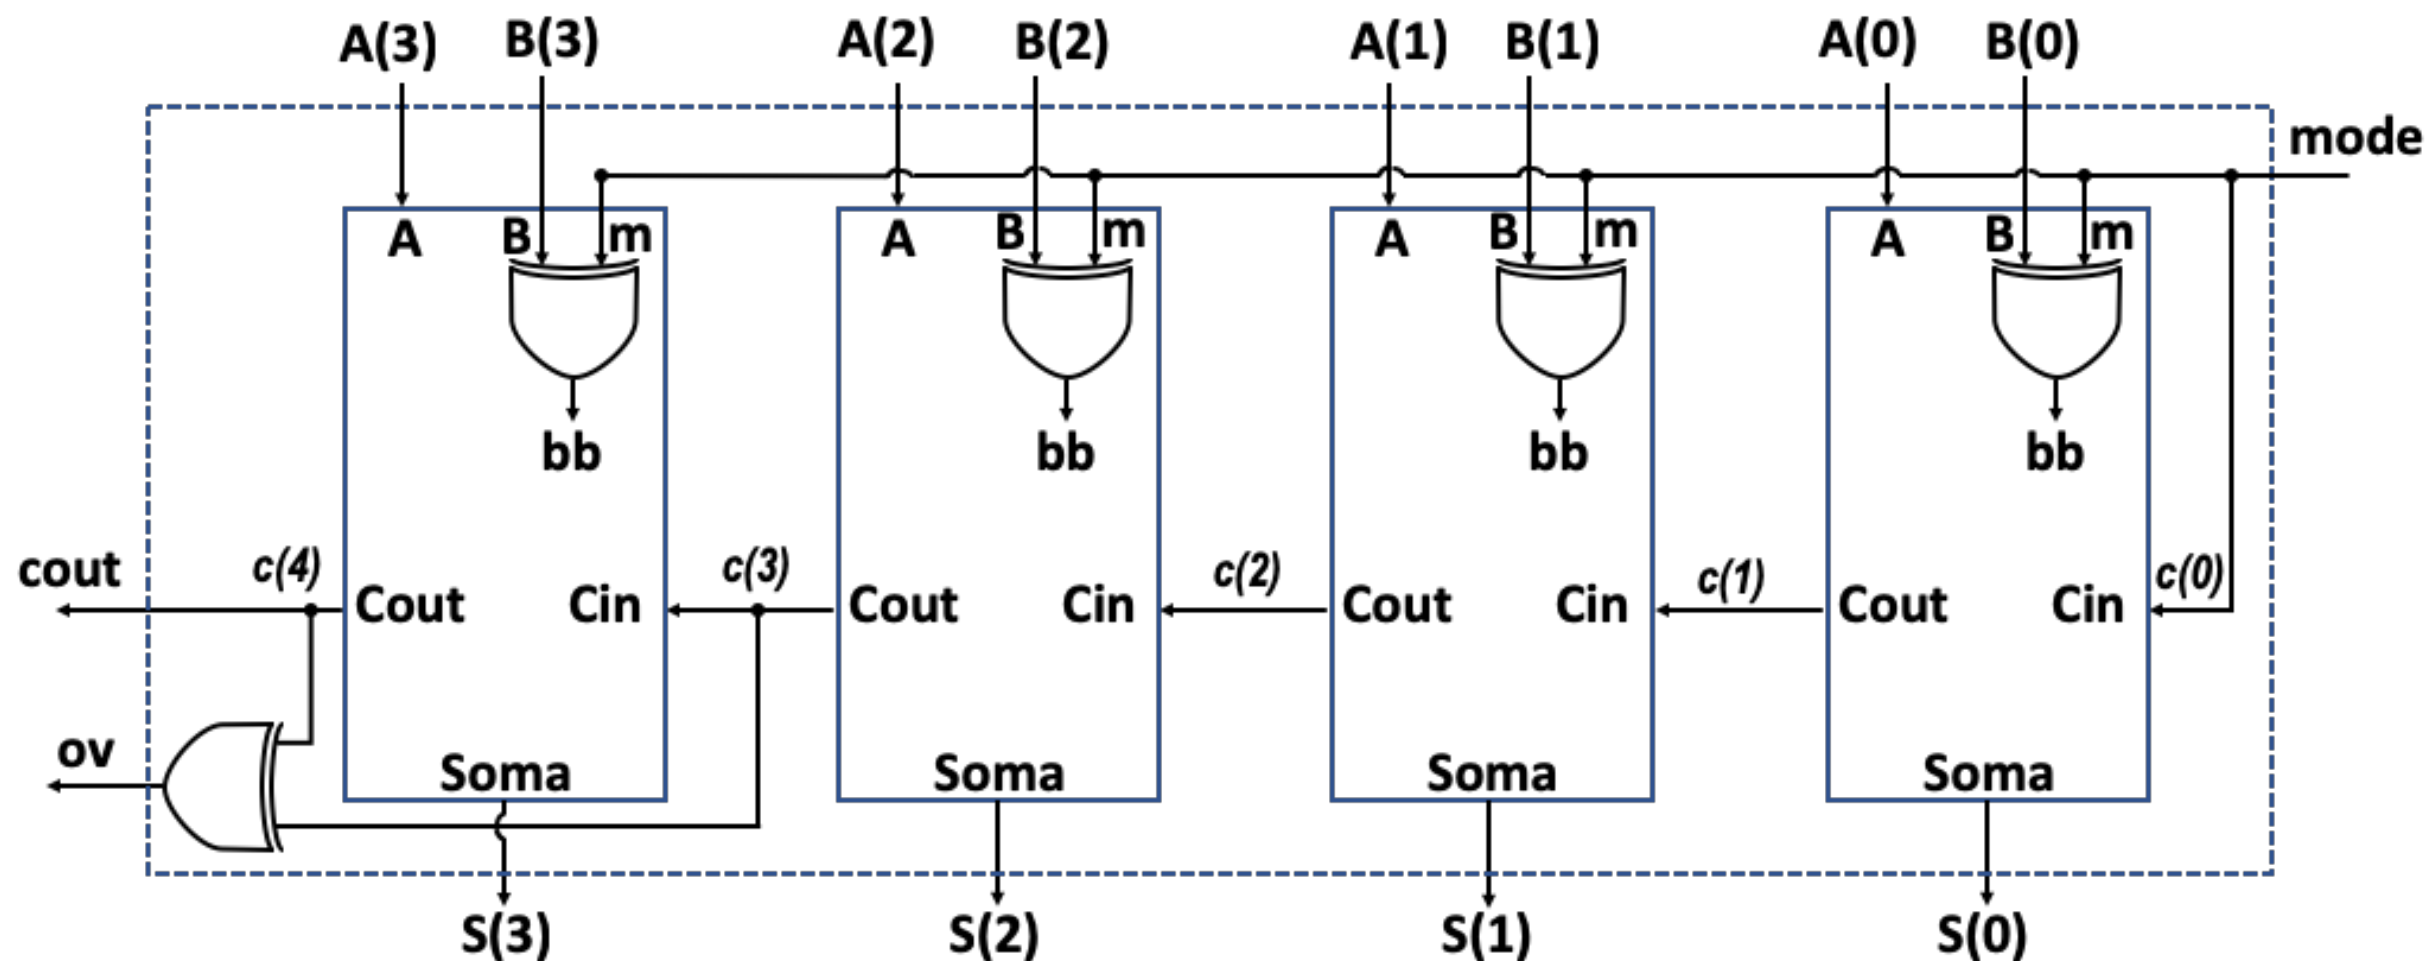 A(3) B(3) A(2) B(2) A(1) B(1) A(0) B(0)
mode
A B m A B m A B m A B m
bb bb bb bb
cout c(4) c(3) c(2) c(1) c(0)
Cout Cin Cout Cin Cout Cin Cout Cin
ov
Soma Soma Soma Soma
S(3) S(2) S(1) S(0)